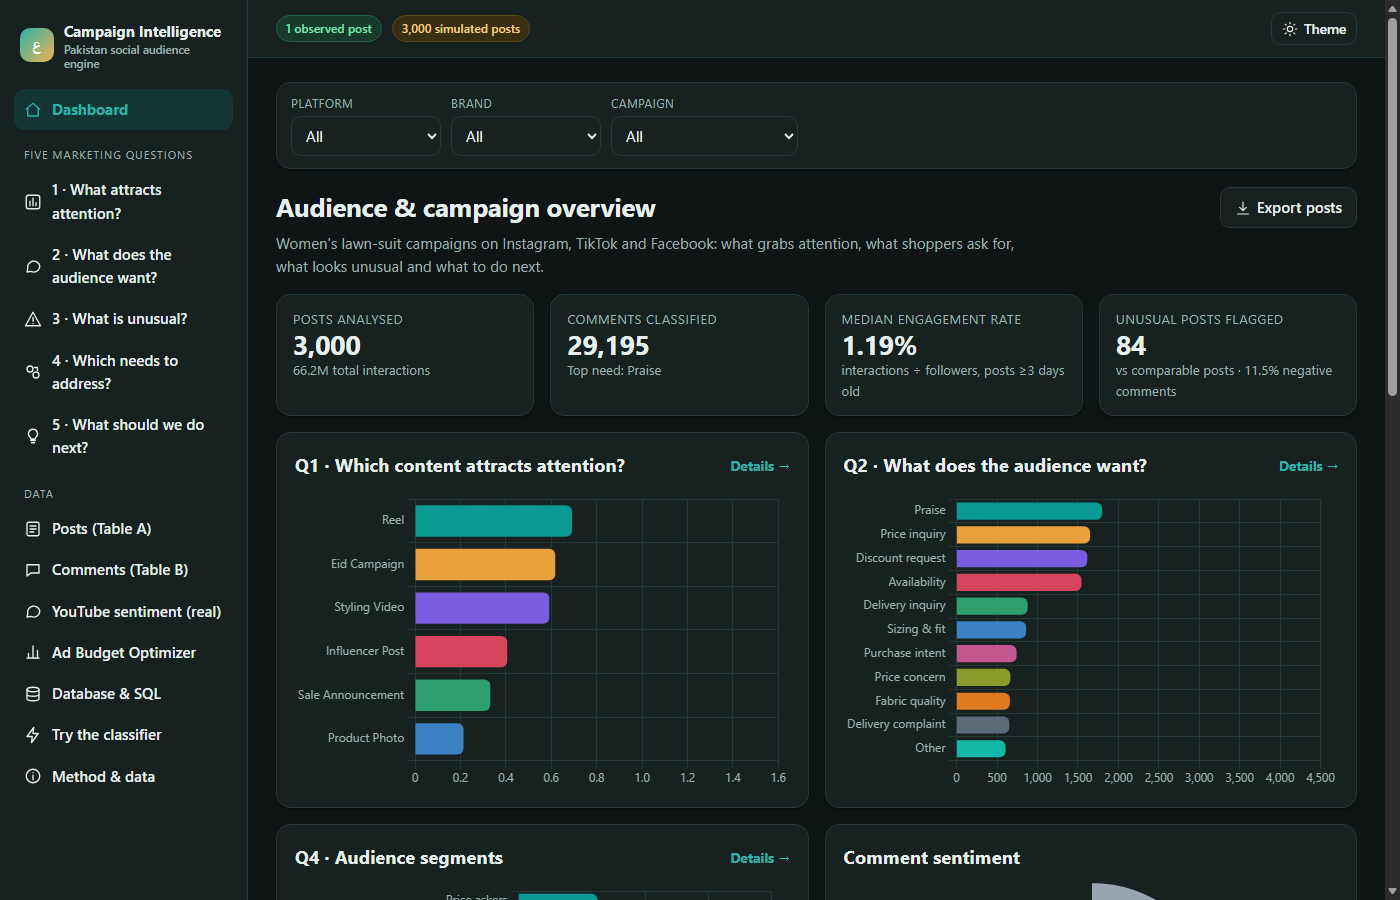 ع
Campaign Intelligence
Pakistan social audience
engine
Dashboard
FIVE MARKETING QUESTIONS
1 · What attracts
attention?
2 · What does the
audience want?
3 · What is unusual?
4 · Which needs to
address?
5 · What should we do
next?
DATA
Posts (Table A)
Comments (Table B)
YouTube sentiment (real)
Ad Budget Optimizer
Database & SQL
Try the classifier
Method & data
1 observed post
3,000 simulated posts
Theme
PLATFORM
BRAND
CAMPAIGN
All
All
All
Audience & campaign overview
Export posts
Women's lawn-suit campaigns on Instagram, TikTok and Facebook: what grabs attention, what shoppers ask for,
what looks unusual and what to do next.
POSTS ANALYSED
3,000
66.2M total interactions
COMMENTS CLASSIFIED
29,195
Top need: Praise
MEDIAN ENGAGEMENT RATE
1.19%
interactions ÷ followers, posts ≥3 days
old
UNUSUAL POSTS FLAGGED
84
vs comparable posts · 11.5% negative
comments
Q1 · Which content attracts attention?
Details →
Reel
Eid Campaign
Styling Video
Influencer Post
Sale Announcement
Product Photo
0 0.2 0.4 0.6 0.8 1.0 1.2 1.4 1.6
Q2 · What does the audience want?
Details →
Praise
Price inquiry
Discount request
Availability
Delivery inquiry
Sizing & fit
Purchase intent
Price concern
Fabric quality
Delivery complaint
Other
0 500 1,000 1,500 2,000 2,500 3,000 3,500 4,000 4,500
Q4 · Audience segments
Details →
Price askers
Comment sentiment